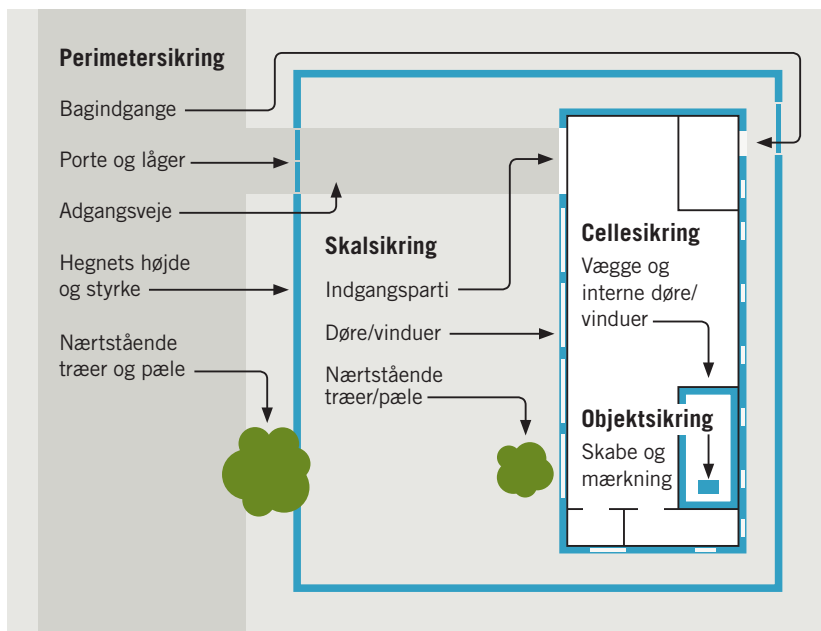 Perimetersikring
Bagindgange
Porte og låger
Adgangsveje
Hegnets højde
og styrke
Nærtstående
træer og pæle
Skalsikring
Indgangsparti
Døre/vinduer
Nærtstående
træer/pæle
Cellesikring
Vægge og
interne døre/
vinduer
Objektsikring
Skabe og
mærkning